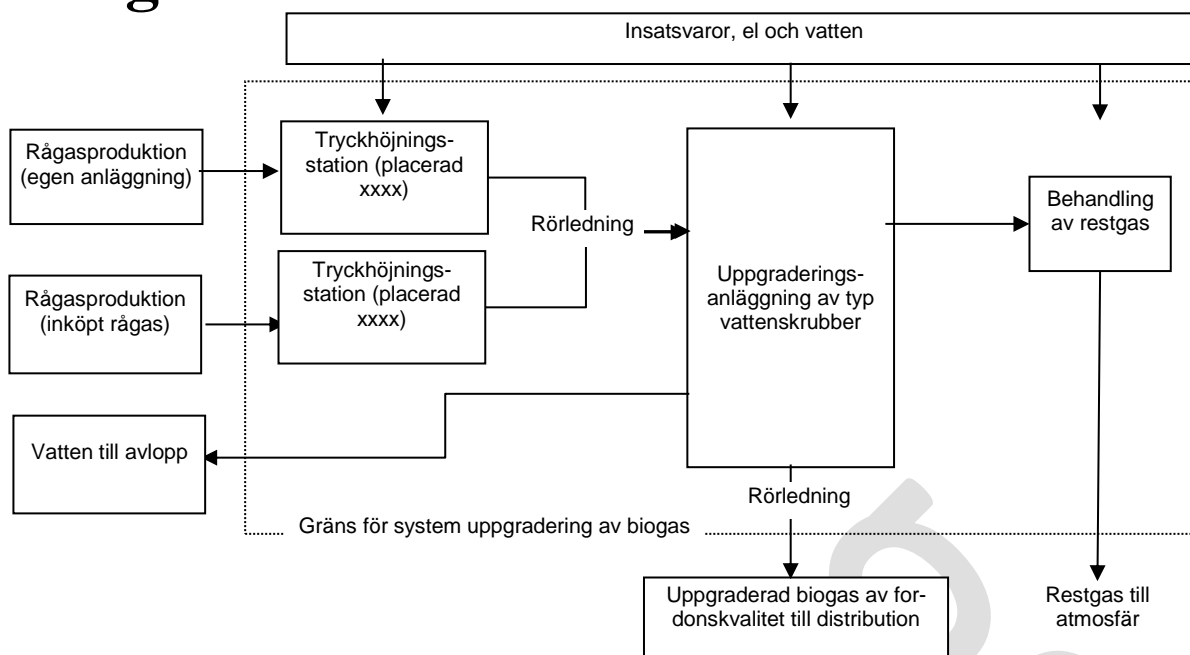 Insatsvaror, el och vatten
Rågasproduktion
(egen anläggning)
Tryckhöjnings-
station (placerad
xxxx)
Rörledning
Behandling
av restgas
Rågasproduktion
(inköpt rågas)
Tryckhöjnings-
station (placerad
xxxx)
Uppgraderings-
anläggning av typ
vattenskrubber
Vatten till avlopp
Rörledning
Gräns för system uppgradering av biogas
Uppgraderad biogas av for-
donskvalitet till distribution
Restgas till
atmosfär